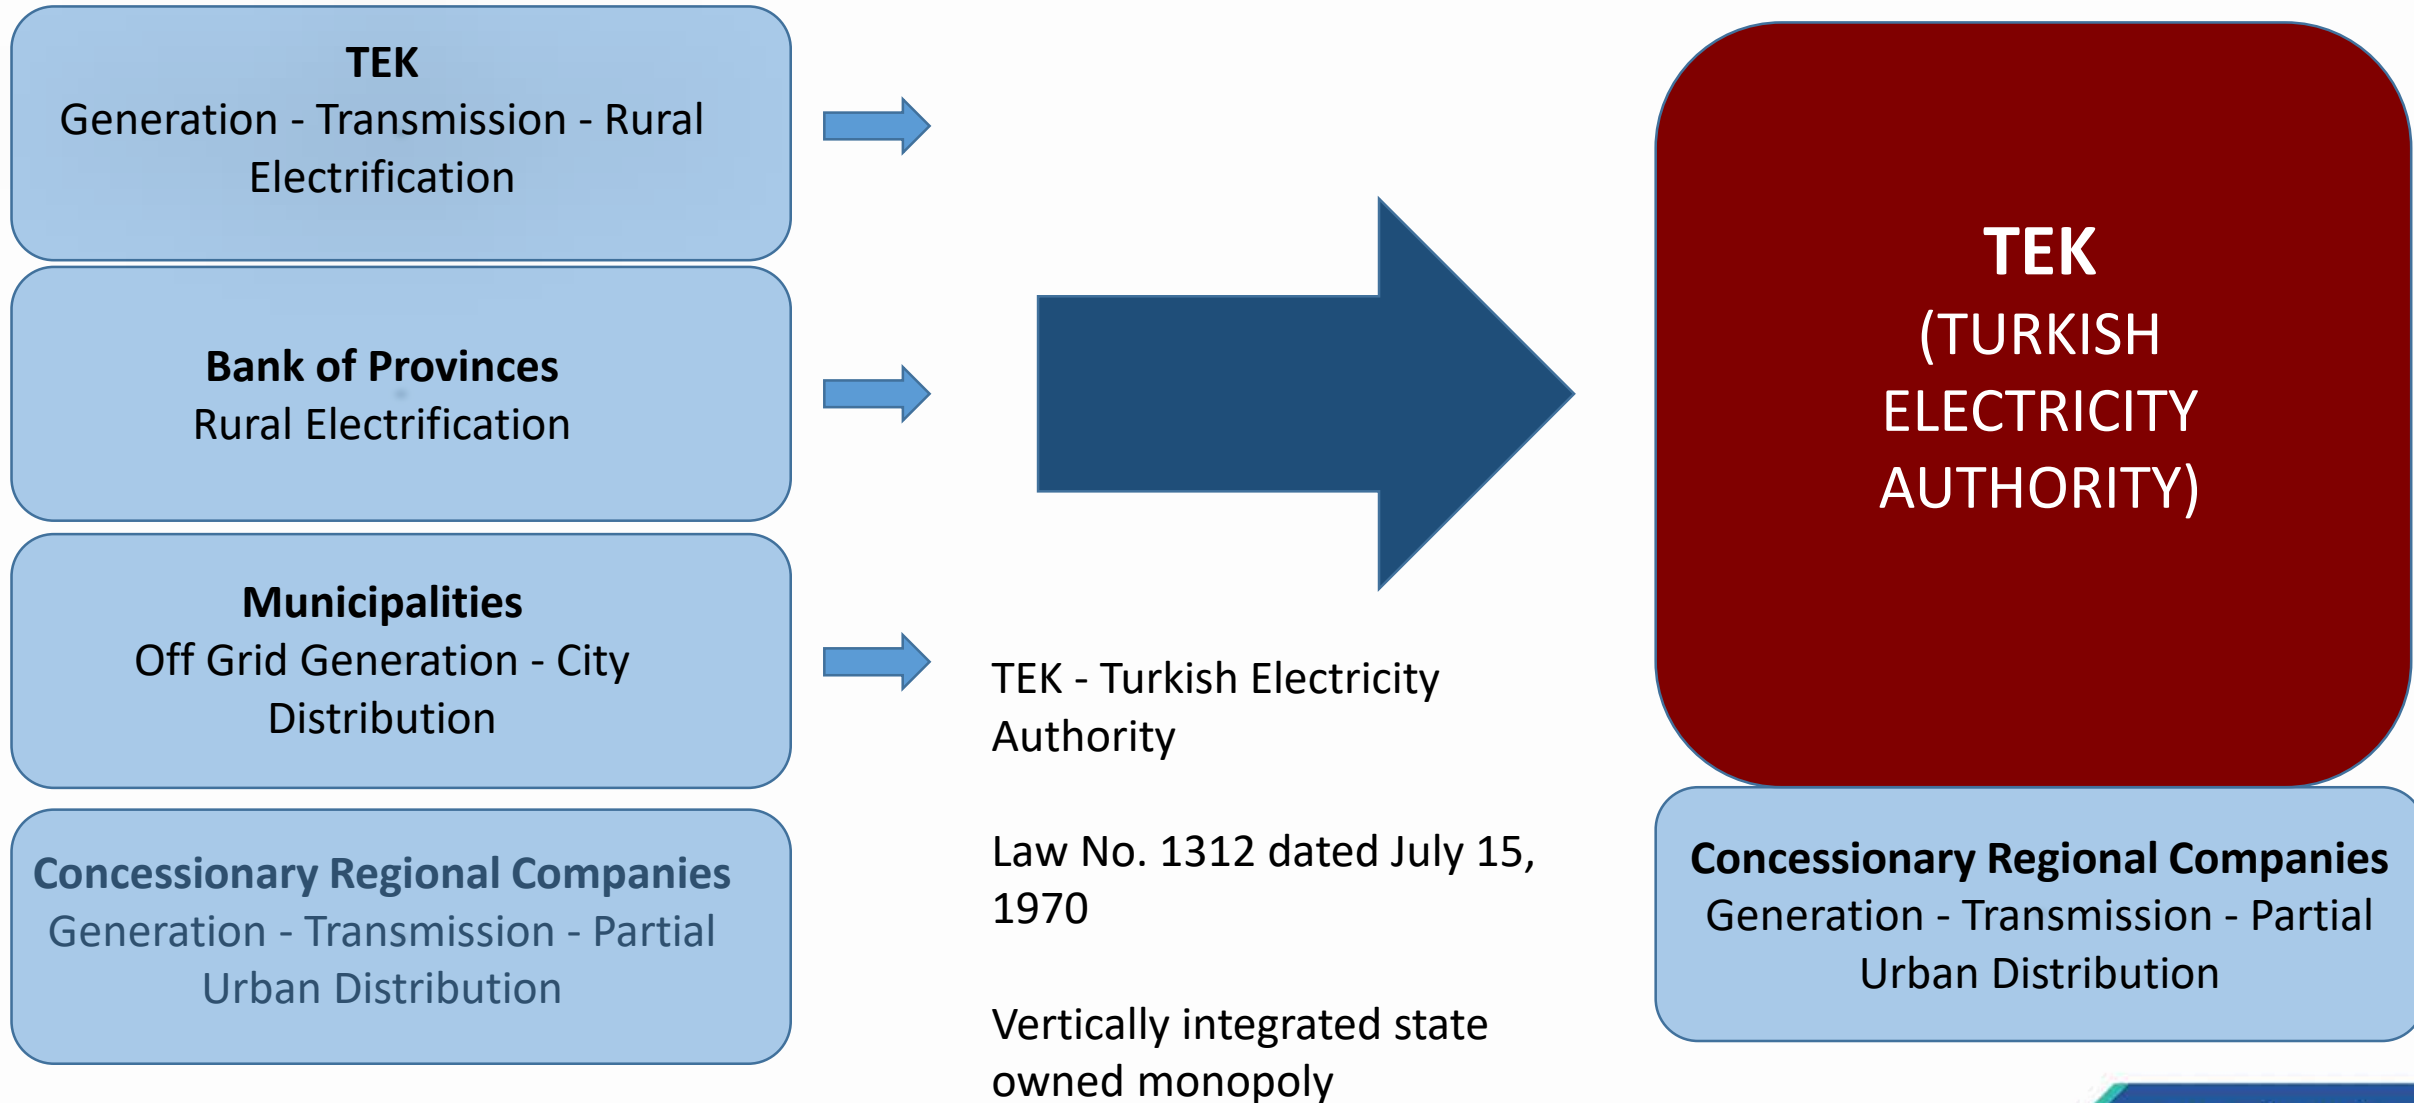 TEK
Generation - Transmission - Rural
Electrification
Bank of Provinces
Rural Electrification
Municipalities
Off Grid Generation - City
Distribution
Concessionary Regional Companies
Generation - Transmission - Partial
Urban Distribution
TEK - Turkish Electricity
Authority
Law No. 1312 dated July 15,
1970
Vertically integrated state
owned monopoly
TEK
(TURKISH
ELECTRICITY
AUTHORITY)
Concessionary Regional Companies
Generation - Transmission - Partial
Urban Distribution